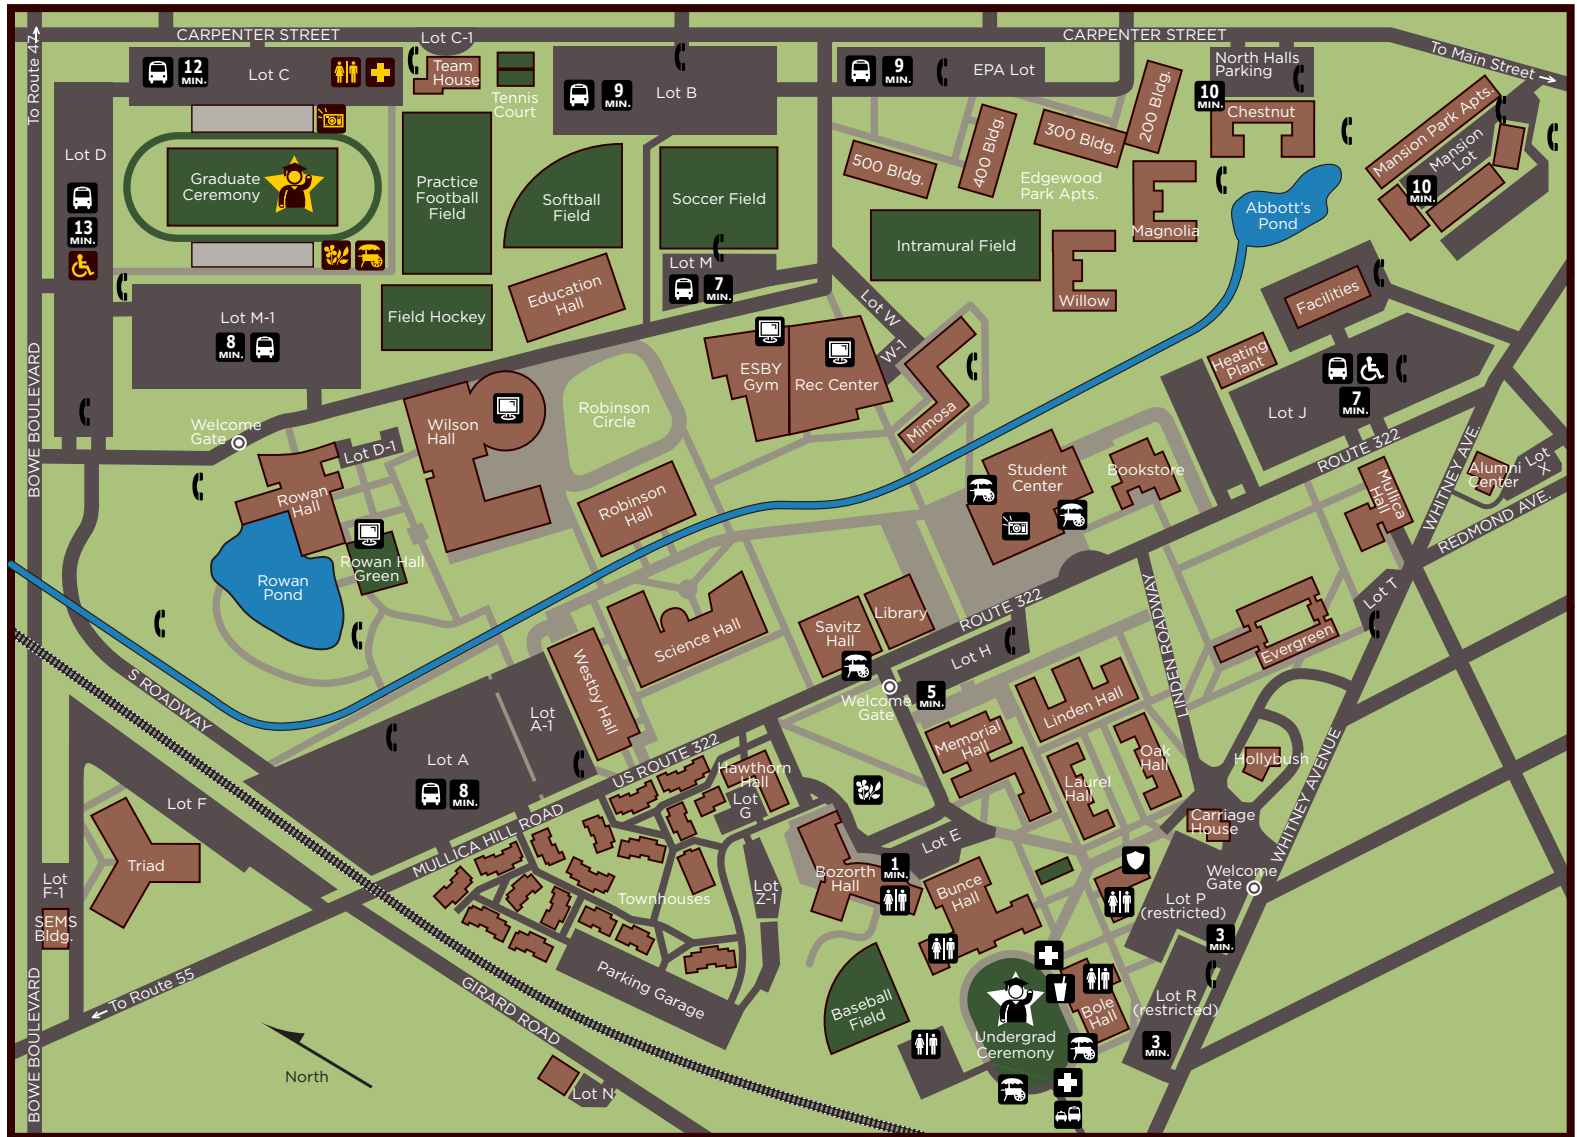 CARPENTER STREET
CARPENTER STREET
To Main Street
To Route 47
Lot C-1
Team
House
Tennis
Court
12
MIN.
Lot C
9
MIN.
Lot B
9
MIN.
EPA Lot
North Halls
Parking
10
MIN.
Chestnut
200 Bldg.
300 Bldg.
400 Bldg.
500 Bldg.
Edgewood
Park Apts.
Mansion Park Apts.
Mansion
Lot
10
MIN.
Lot D
13
MIN.
Graduate
Ceremony
Practice
Football
Field
Softball
Field
Soccer Field
Intramural Field
Magnolia
Abbott's
Pond
Willow
Lot M
7
MIN.
Education
Hall
Field Hockey
Lot M-1
8
MIN.
Lot W
W-1
Facilities
Heating
Plant
Lot J
7
MIN.
ESBY
Gym
Rec Center
Mimosa
Robinson
Circle
Wilson
Hall
Welcome
Gate
Lot D-1
BOWE BOULEVARD
Rowan
Hall
Robinson
Hall
Student
Center
Bookstore
ROUTE 322
WHITNEY AVE.
Mullica
Hall
Alumni
Center
Lot
X
REDMOND AVE.
Rowan Hall
Green
Rowan
Pond
Science Hall
Savitz
Hall
Library
ROUTE 322
LINDEN ROADWAY
Evergreen
Lot T
Lot H
Welcome
Gate
5
MIN.
Westby Hall
Lot
A-1
S ROADWAY
Lot A
8
MIN.
US ROUTE 322
MULLICA HILL ROAD
Hawthorn
Hall
Lot
G
Memorial
Hall
Linden Hall
Laurel
Hall
Oak
Hall
Hollybush
WHITNEY AVENUE
Carriage
House
Lot F
Triad
Lot
F-1
SEMS
Bldg.
Townhouses
Lot
Z-1
Bozorth
Hall
1
MIN.
Lot E
Bunce
Hall
Welcome
Gate
Lot P
(restricted)
3
MIN.
Lot R
(restricted)
3
MIN.
Parking Garage
Baseball
Field
Undergrad
Ceremony
Bole
Hall
To Route 55
BOWE BOULEVARD
GIRARD ROAD
North
Lot N